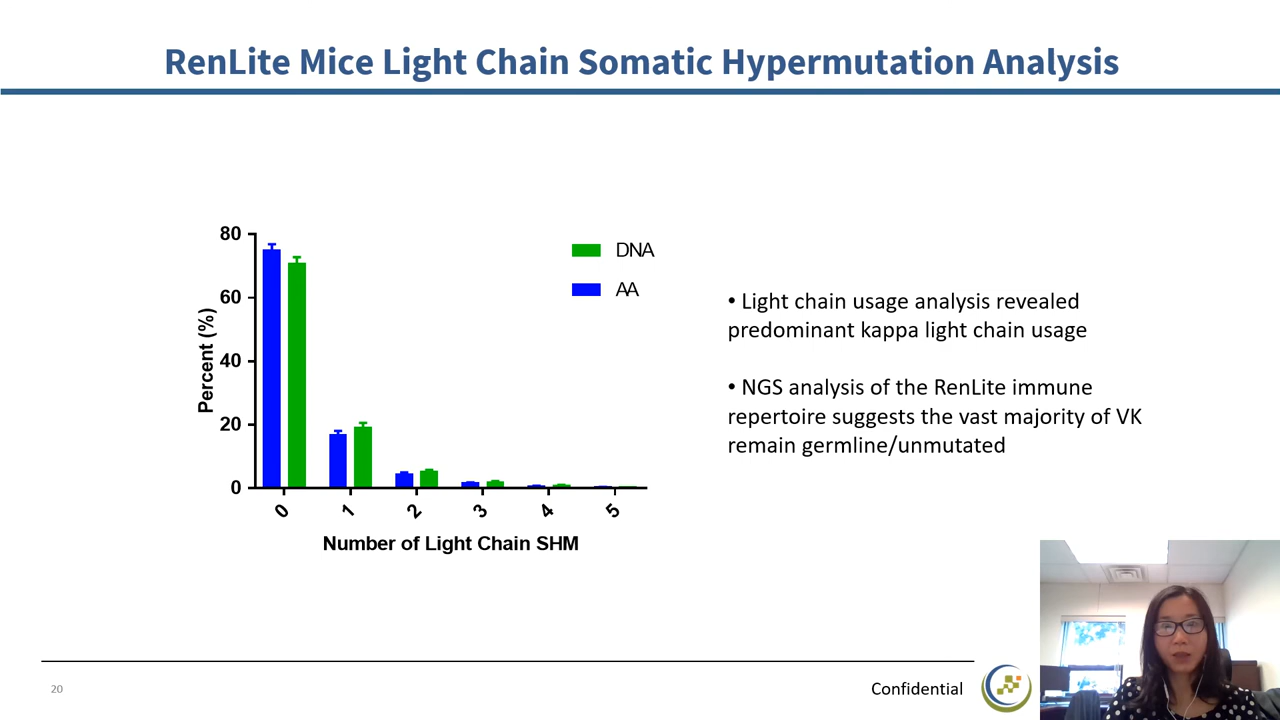 RenLite Mice Light Chain Somatic Hypermutation Analysis
80
60
40
20
0
Percent (%)
DNA
AA
0
1
2
3
4
5
Number of Light Chain SHM
• Light chain usage analysis revealed
predominant kappa light chain usage
• NGS analysis of the RenLite immune
repertoire suggests the vast majority of VK
remain germline/unmutated
20
Confidential